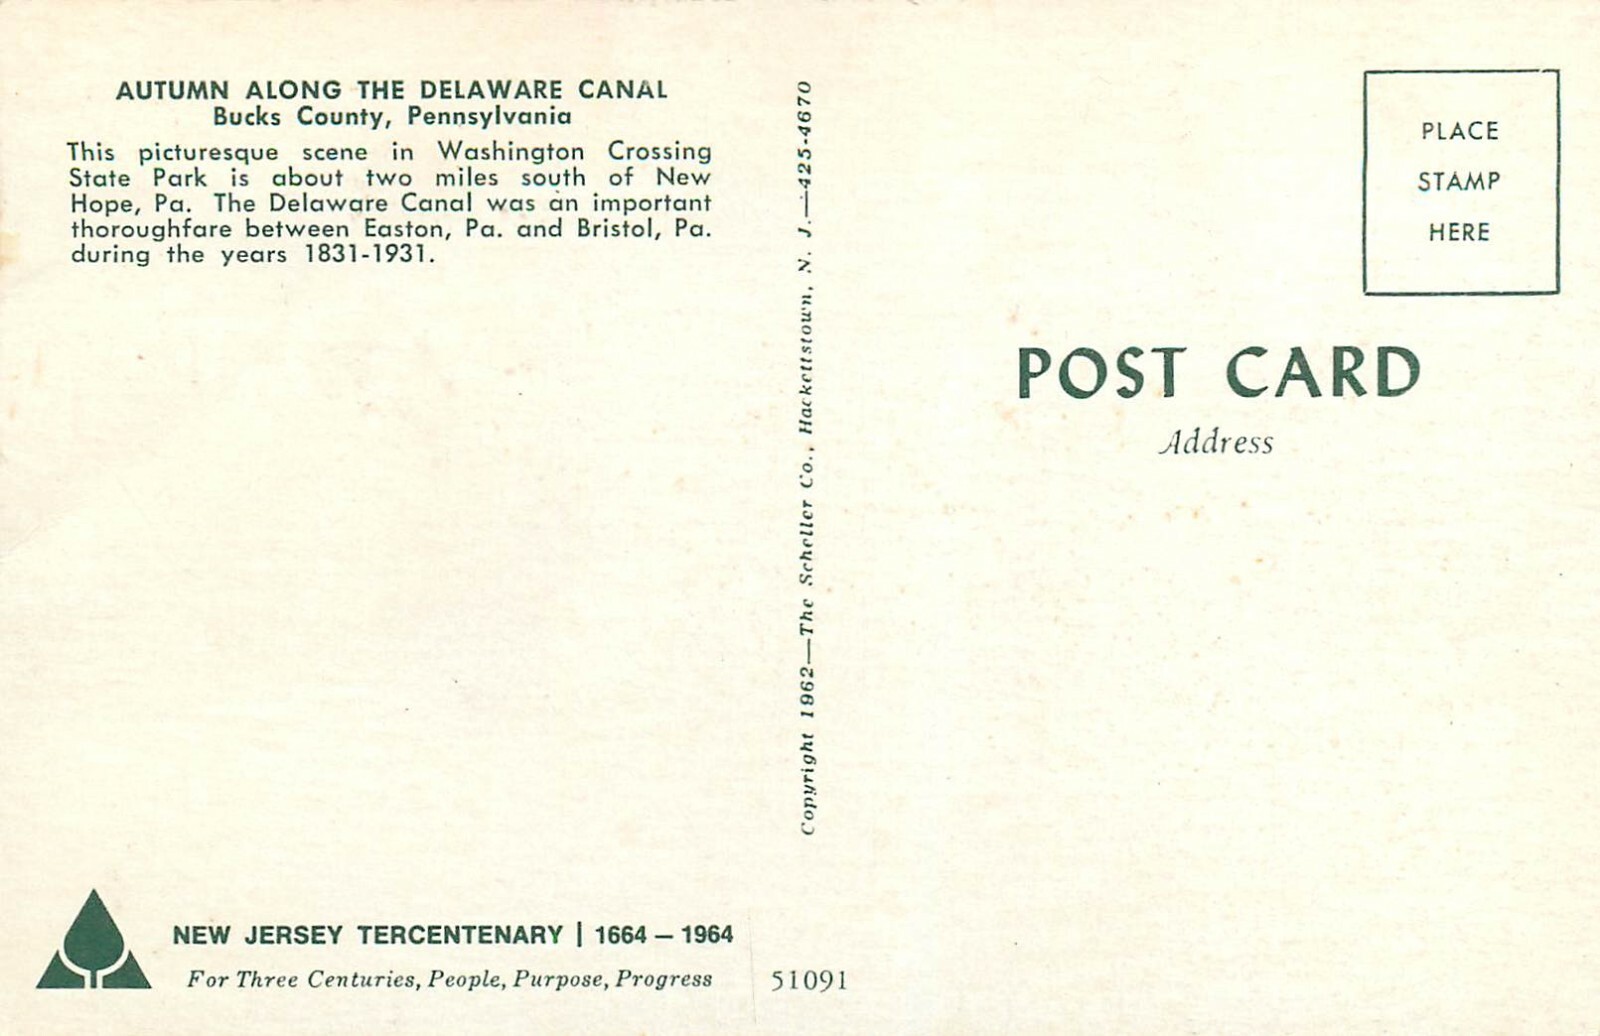 AUTUMN ALONG THE DELAWARE CANAL
Bucks County, Pennsylvania
This picturesque scene in Washington Crossing
State Park is about two miles south of New
Hope, Pa. The Delaware Canal was an important
thoroughfare between Easton, Pa. and Bristol, Pa.
during the years 1831-1931.
NEW JERSEY TERCENTENARY | 1664 — 1964
For Three Centuries, People, Purpose, Progress
51091
Copyright 1962—The Scheller Co., Hackettstown, N. J.—425-4670
PLACE
STAMP
HERE
POST CARD
Address